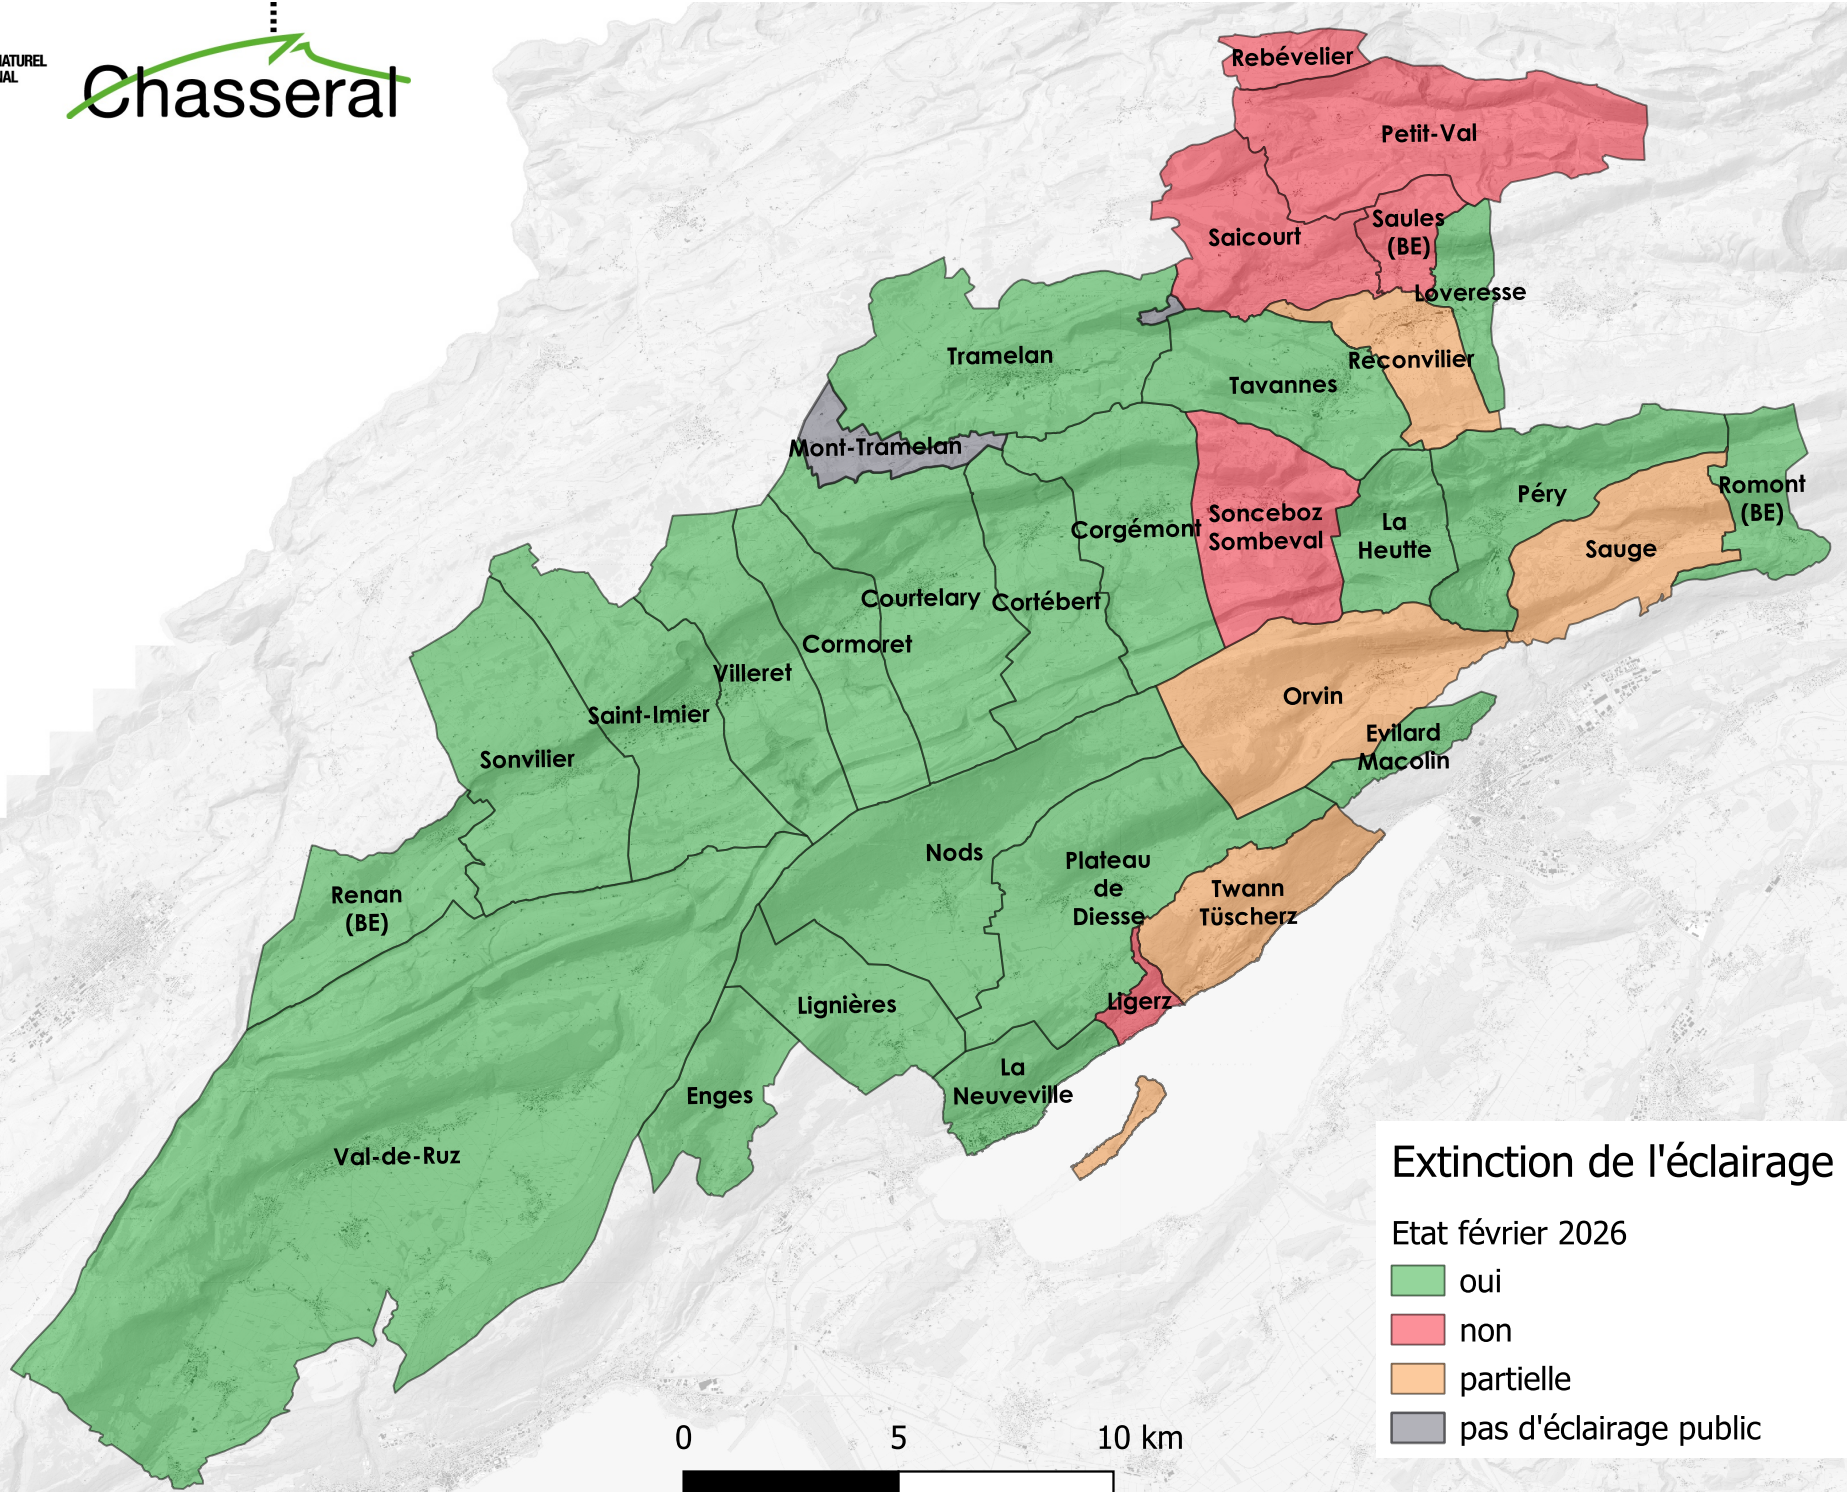 Chasseral
Rebévelier
Petit-Val
Saules
(BE)
Saicourt
Loveresse
Tramelan
Reconvilier
Tavannes
Mont-Tramelan
Péry
Romont
(BE)
Sonceboz
Sombeval
Corgémont
La
Heutte
Sauge
Courtelary
Cortébert
Cormoret
Villeret
Saint-Imier
Orvin
Evilard
Macolin
Sonvilier
Nods
Plateau
de
Diesse
Twann
Tüscherz
Renan
(BE)
Lignières
Ligerz
La
Neuveville
Enges
Val-de-Ruz
Extinction de l'éclairage
Etat février 2026
oui
non
partielle
pas d'éclairage public
0 5 10 km